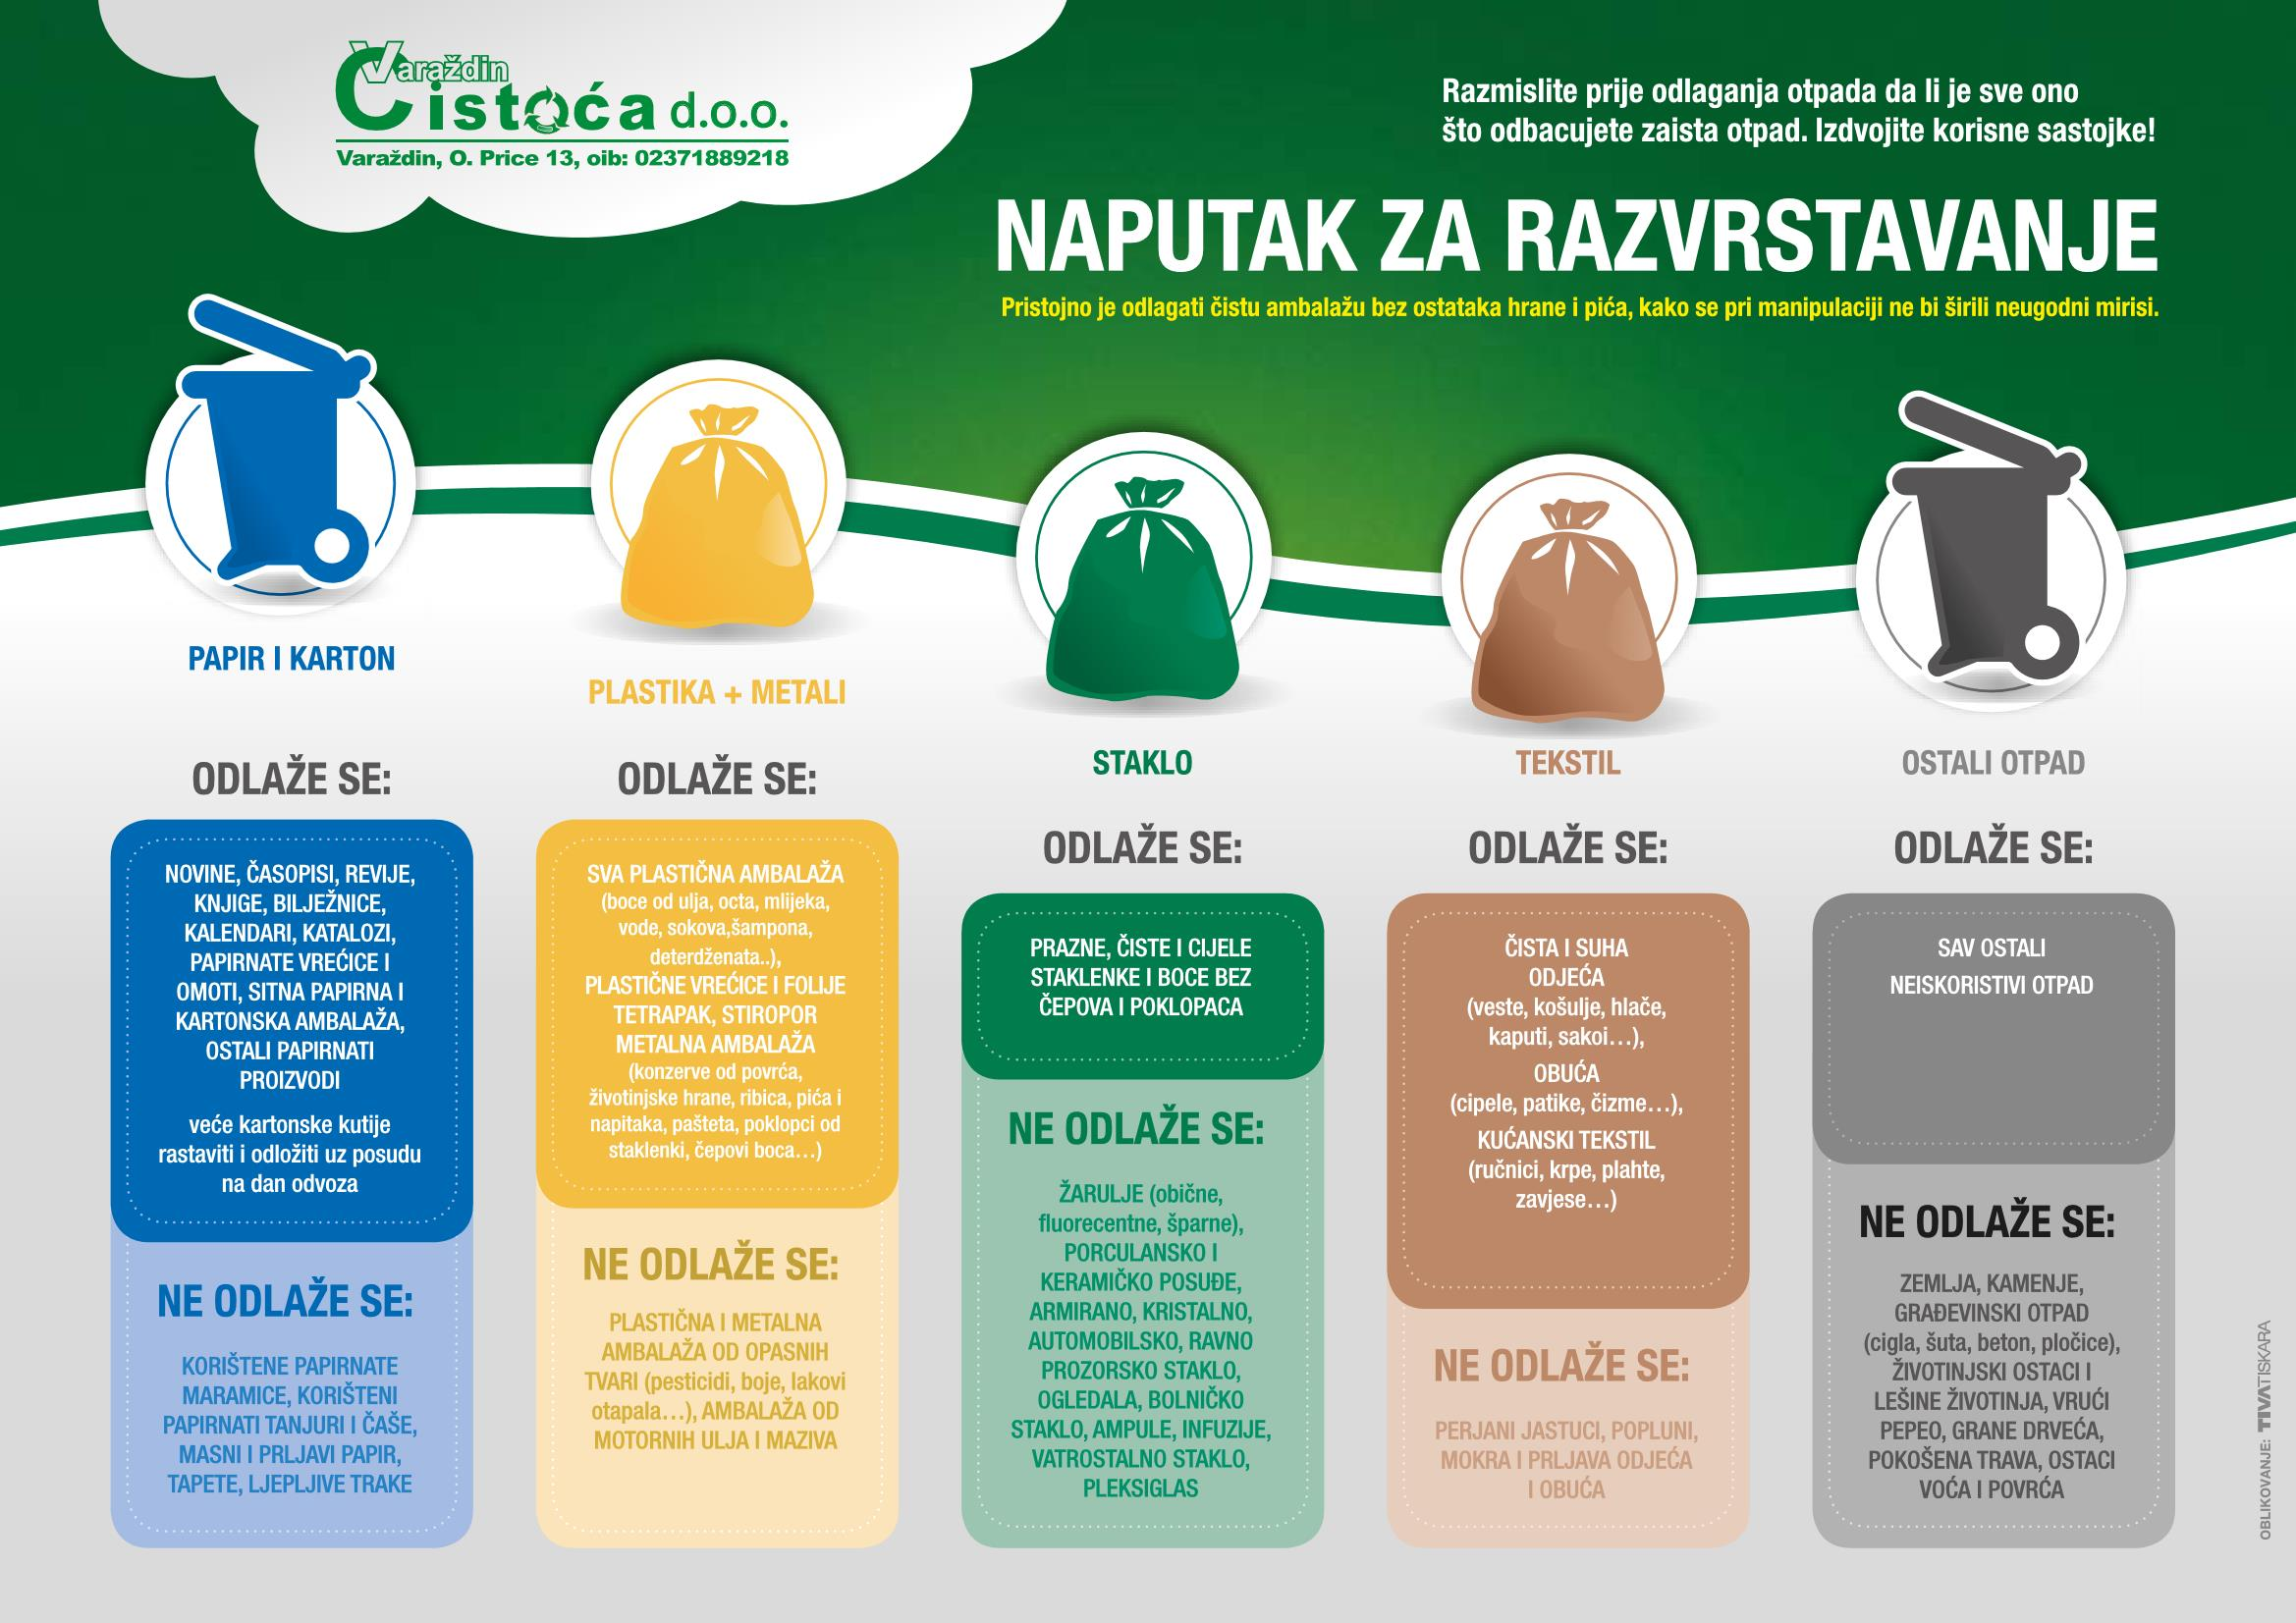 Varaždin
Čistoća d.o.o.
Varaždin, O. Price 13, oib: 02371889218
Razmislite prije odlaganja otpada da li je sve ono
što odbacujete zaista otpad. Izdvojite korisne sastojke!
NAPUTAK ZA RAZVRSTAVANJE
Pristojno je odlagati čistu ambalažu bez ostataka hrane i pića, kako se pri manipulaciji ne bi širili neugodni mirisi.
PAPIR I KARTON
ODLAŽE SE:
NOVINE, ČASOPISI, REVIJE,
KNJIGE, BILJEŽNICE,
KALENDARI, KATALOZI,
PAPIRNATE VREĆICE I
OMOTI, SITNA PAPIRNA I
KARTONSKA AMBALAŽA,
OSTALI PAPIRNATI
PROIZVODI
veće kartonske kutije
rastaviti i odložiti uz posudu
na dan odvoza
NE ODLAŽE SE:
KORIŠTENE PAPIRNATE
MARAMICE, KORIŠTENI
PAPIRNATI TANJURI I ČAŠE,
MASNI I PRLJAVI PAPIR,
TAPETE, LJEPLJIVE TRAKE
PLASTIKA + METALI
ODLAŽE SE:
SVA PLASTIČNA AMBALAŽA
(boce od ulja, octa, mlijeka,
vode, sokova,šampona,
deterdženata..),
PLASTIČNE VREĆICE I FOLIJE
TETRAPAK, STIROPOR
METALNA AMBALAŽA
(konzerve od povrća,
životinjske hrane, ribica, pića i
napitaka, pašteta, poklopci od
staklenki, čepovi boca…)
NE ODLAŽE SE:
PLASTIČNA I METALNA
AMBALAŽA OD OPASNIH
TVARI (pesticidi, boje, lakovi
otapala…), AMBALAŽA OD
MOTORNIH ULJA I MAZIVA
STAKLO
ODLAŽE SE:
PRAZNE, ČISTE I CIJELE
STAKLENKE I BOCE BEZ
ČEPOVA I POKLOPACA
NE ODLAŽE SE:
ŽARULJE (obične,
fluorecentne, šparne),
PORCULANSKO I
KERAMIČKO POSUĐE,
ARMIRANO, KRISTALNO,
AUTOMOBILSKO, RAVNO
PROZORSKO STAKLO,
OGLEDALA, BOLNIČKO
STAKLO, AMPULE, INFUZIJE,
VATROSTALNO STAKLO,
PLEKSIGLAS
TEKSTIL
ODLAŽE SE:
ČISTA I SUHA
ODJEĆA
(veste, košulje, hlače,
kaputi, sakoi…),
OBUĆA
(cipele, patike, čizme…),
KUĆANSKI TEKSTIL
(ručnici, krpe, plahte,
zavjese…)
NE ODLAŽE SE:
PERJANI JASTUCI, POPLUNI,
MOKRA I PRLJAVA ODJEĆA
I OBUĆA
OSTALI OTPAD
ODLAŽE SE:
SAV OSTALI
NEISKORISTIVI OTPAD
NE ODLAŽE SE:
ZEMLJA, KAMENJE,
GRAĐEVINSKI OTPAD
(cigla, šuta, beton, pločice),
ŽIVOTINJSKI OSTACI I
LEŠINE ŽIVOTINJA, VRUĆI
PEPEO, GRANE DRVEĆA,
POKOŠENA TRAVA, OSTACI
VOĆA I POVRĆA
OBLIKOVANJE: TIVATISKARA